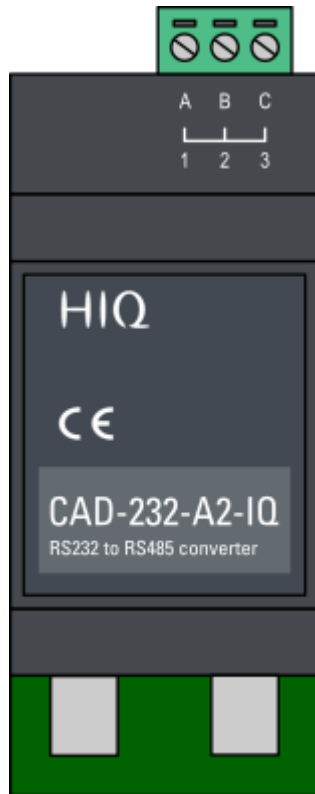 A B C
1 2 3
HIQ
CE
CAD-232-A2-IQ
RS232 to RS485 converter